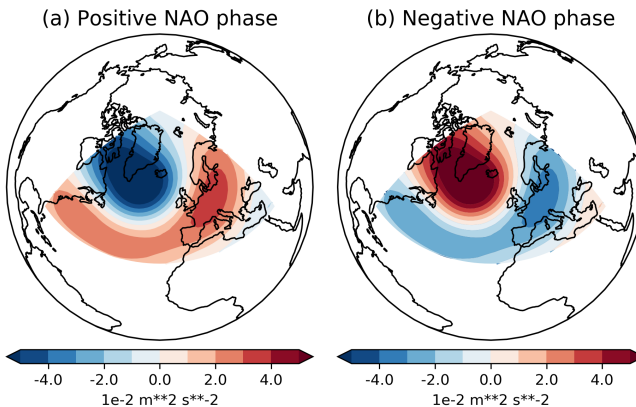 (a) Positive NAO phase
(b) Negative NAO phase
-4.0 -2.0 0.0 2.0 4.0
1e-2 m**2 s**-2
-4.0 -2.0 0.0 2.0 4.0
1e-2 m**2 s**-2